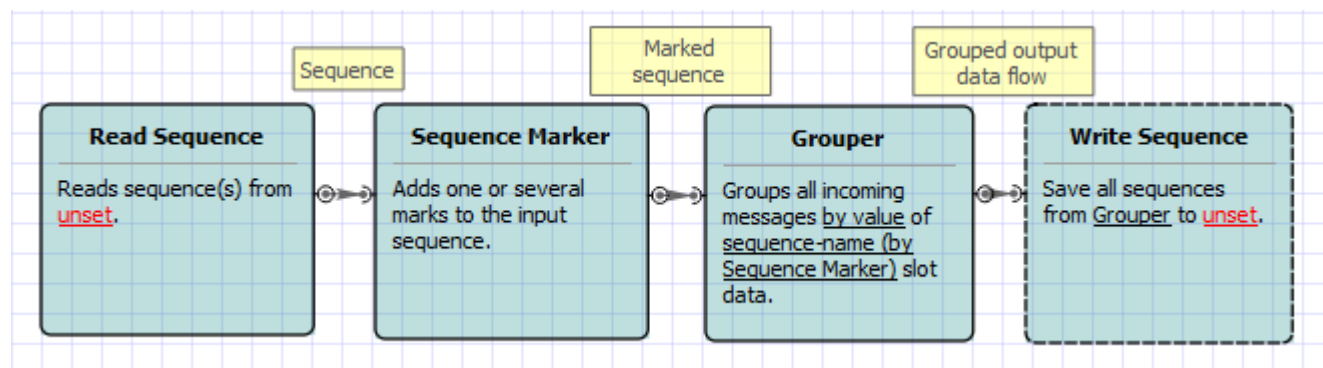 Sequence
Marked
sequence
Grouped output
data flow
Read Sequence
Reads sequence(s) from
unset.
Sequence Marker
Adds one or several
marks to the input
sequence.
Grouper
Groups all incoming
messages by value of
sequence-name (by
Sequence Marker) slot
data.
Write Sequence
Save all sequences
from Grouper to unset.